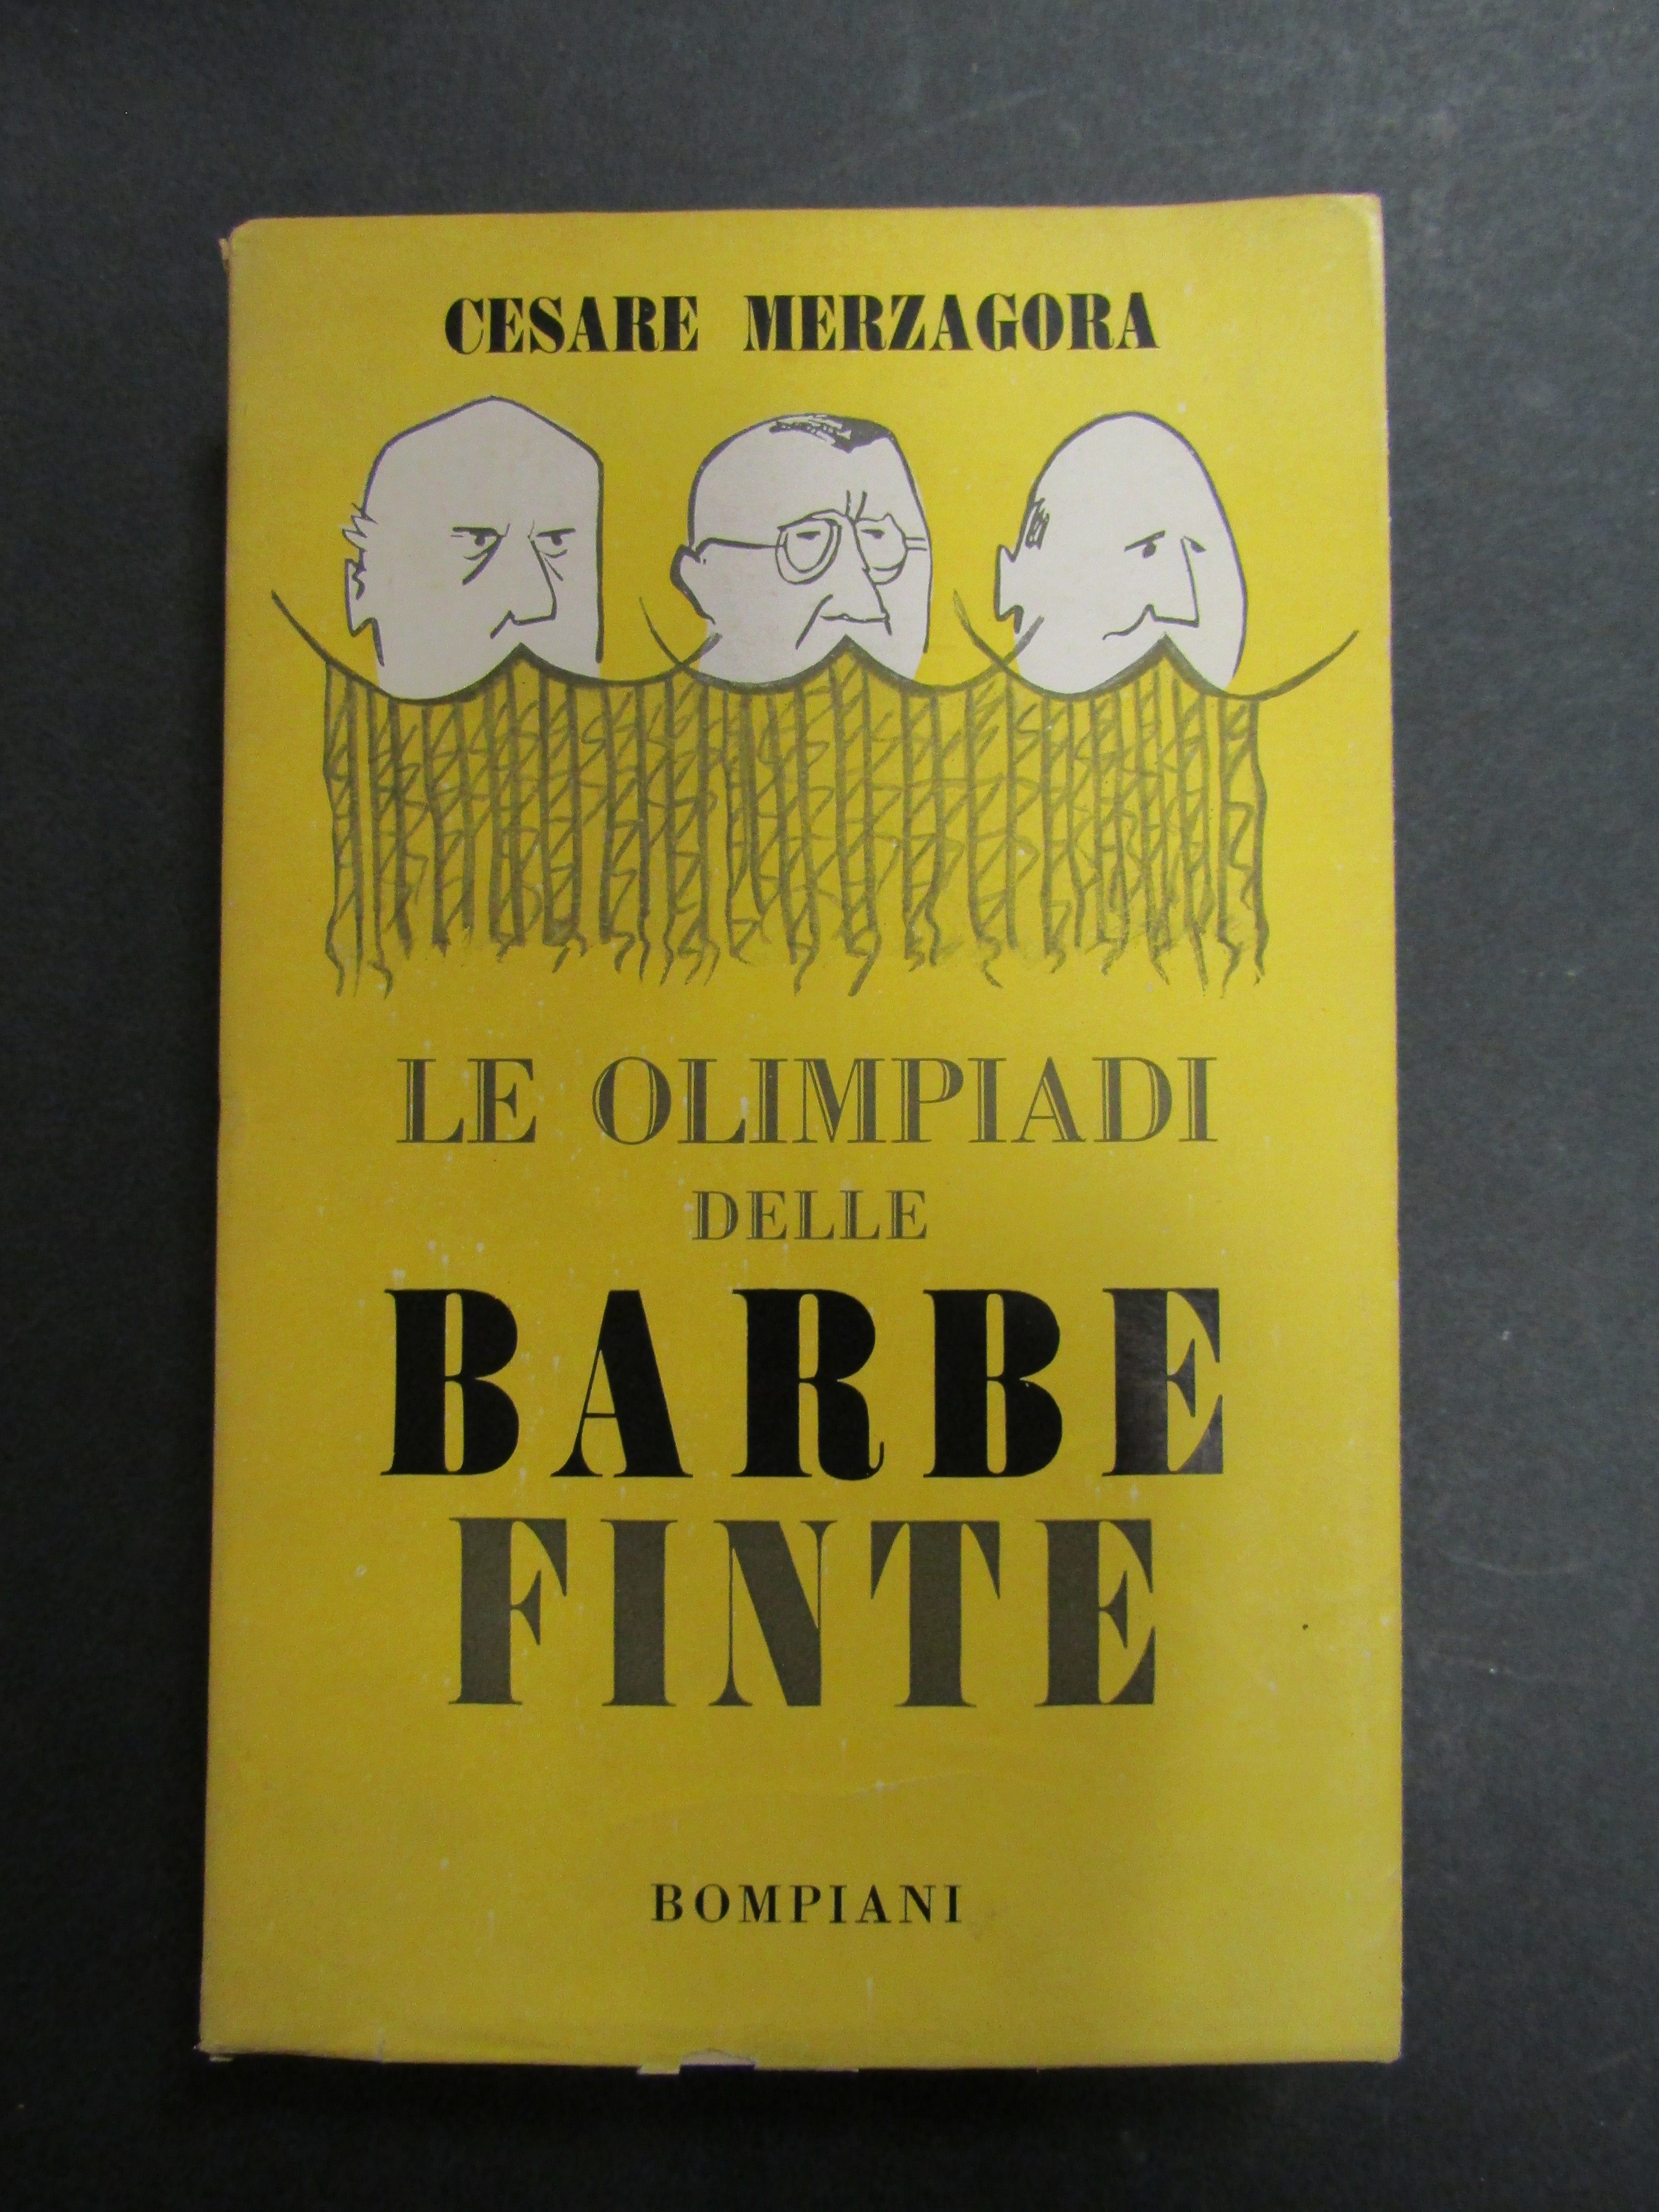 CESARE MERZAGORA
LE OLIMPIADI
DELLE
BARBE
FINTE
BOMPIANI